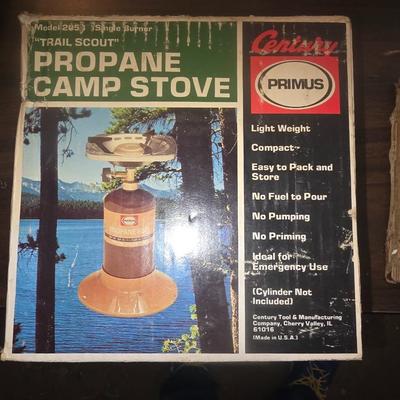 Model 2053 Single Burner
"TRAIL SCOUT"
PROPANE
CAMP STOVE
Century
PRIMUS
Light Weight
Compact~
Easy to Pack and
Store
No Fuel to Pour
No Pumping
No Priming
Ideal for
Emergency Use
(Cylinder Not
Included)
Century Tool & Manufacturing
Company, Cherry Valley, IL
61016
(Made in U.S.A.)
PROPANE